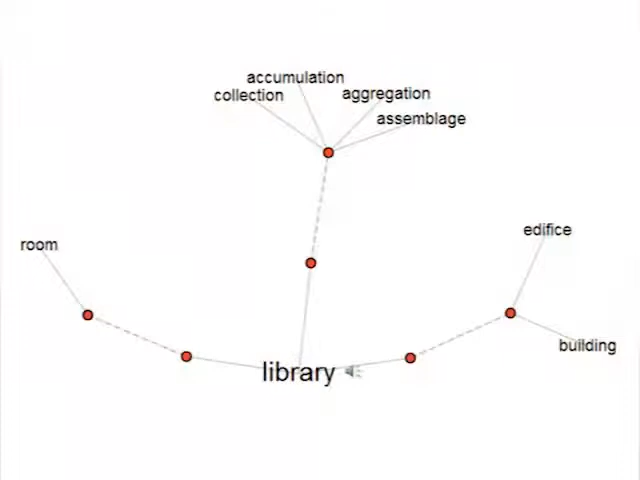 accumulation
collection
aggregation
assemblage
edifice
room
building
library